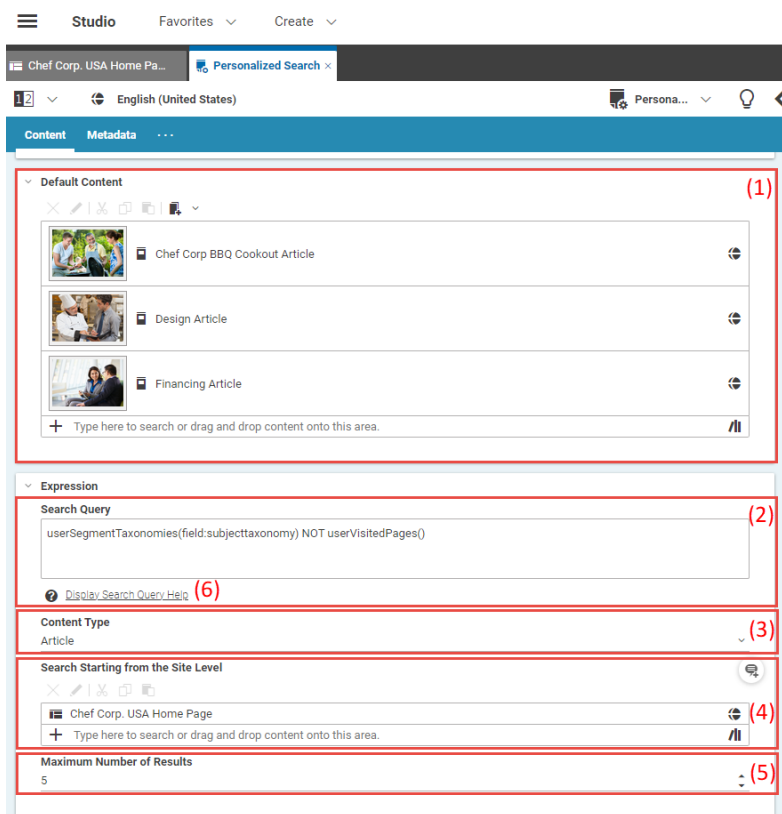 Studio Favorites Create
Chef Corp. USA Home Pa... Personalized Search ×
12 English (United States) Persona...
Content Metadata ...
Default Content
(1)
Chef Corp BBQ Cookout Article
Design Article
Financing Article
Type here to search or drag and drop content onto this area.
Expression
Search Query
(2)
userSegmentTaxonomies(field:subjecttaxonomy) NOT userVisitedPages()
Display Search Query Help (6)
Content Type
(3)
Article
Search Starting from the Site Level
Chef Corp. USA Home Page (4)
Type here to search or drag and drop content onto this area.
Maximum Number of Results
(5)
5